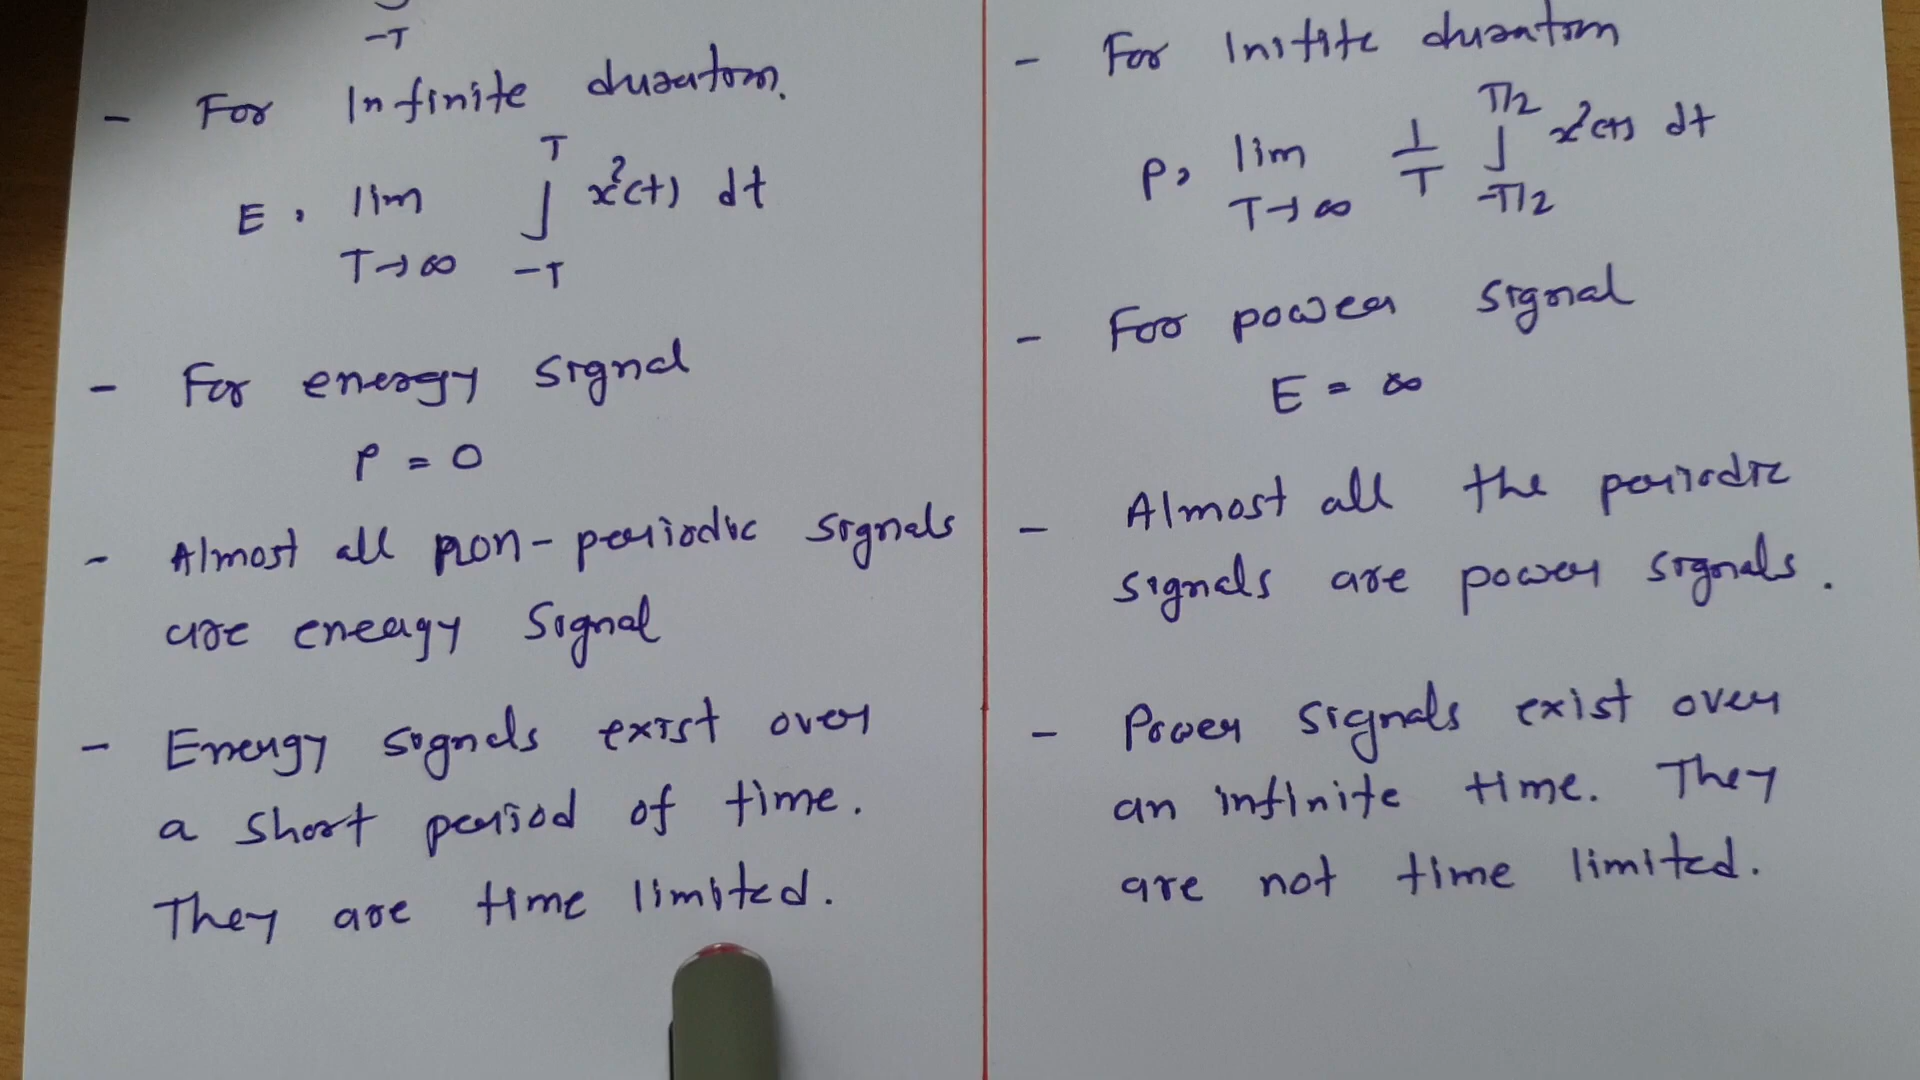 -T
- For Infinite duration.
E = lim ∫ x²(t) dt
T→∞ -T T
- For energy signal
P = 0
- Almost all non-periodic signals
are energy signal
- Energy signals exist over
a short period of time.
They are time limited.
- For Initite duration
P = lim 1/T ∫ x²(t) dt
T→∞ -T/2 T/2
- For power signal
E = ∞
- Almost all the periodic
signals are power signals.
- Power signals exist over
an infinite time. They
are not time limited.